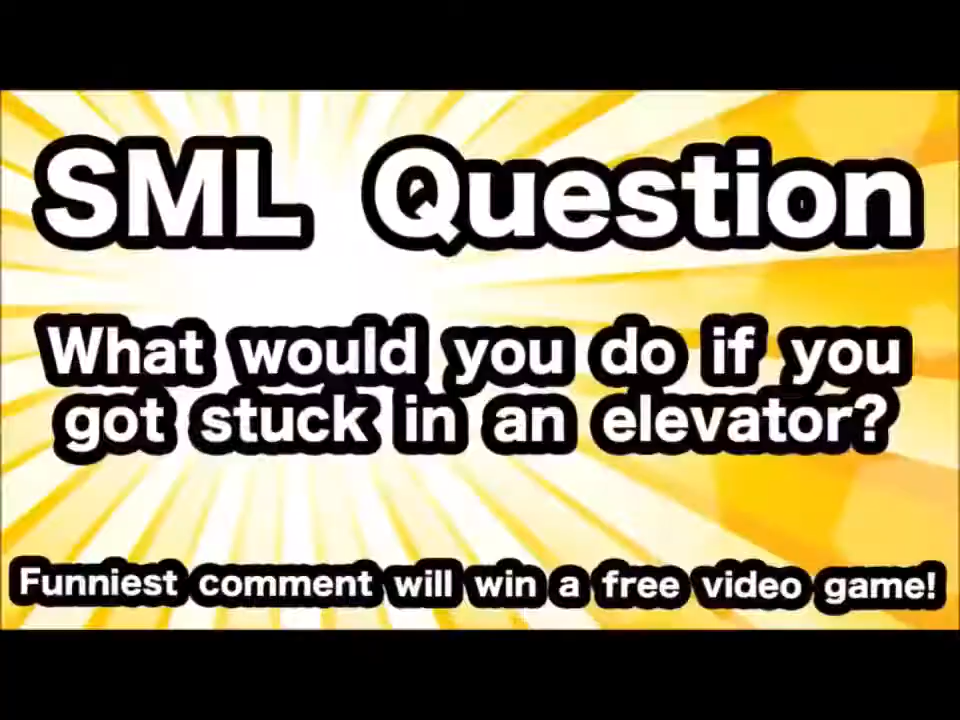 SML Question
What would you do if you
got stuck in an elevator?
Funniest comment will win a free video game!